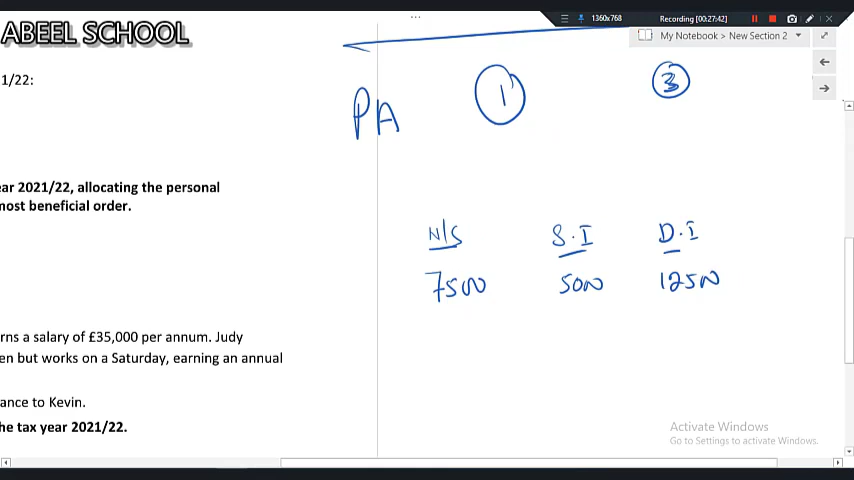 1360x768
Recording [00:27:42]
ABEEL SCHOOL
My Notebook > New Section 2
1/22:
1
3
PA
ear 2021/22, allocating the personal
most beneficial order.
N/S S.I D.I
7500 5000 12500
rns a salary of £35,000 per annum. Judy
en but works on a Saturday, earning an annual
ance to Kevin.
he tax year 2021/22.
Activate Windows
Go to Settings to activate Windows.